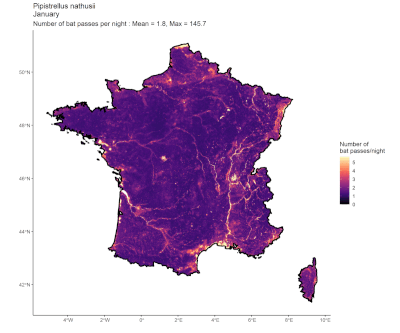 Pipistrellus nathusii
January
Number of bat passes per night : Mean = 1.8, Max = 145.7
50°N
48°N
46°N
44°N
42°N
4°W
2°W
0°
2°E
4°E
6°E
8°E
10°E
Number of
bat passes/night
5
4
3
2
1
0